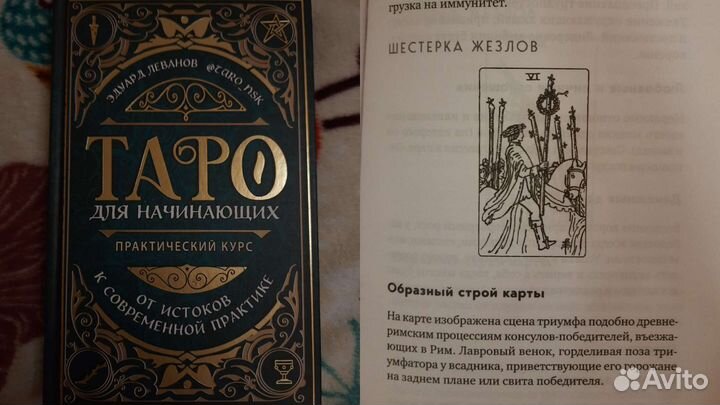 ЭДУАРД ЛЕВАНОВ @taro_nsk
ТАРО
ДЛЯ НАЧИНАЮЩИХ
ПРАКТИЧЕСКИЙ КУРС
ОТ ИСТОКОВ
К СОВРЕМЕННОЙ ПРАКТИКЕ
грузка на иммунитет.
ШЕСТЕРКА ЖЕЗЛОВ
VI
Образный строй карты
На карте изображена сцена триумфа подобно древне-
римским процессиям консулов-победителей, въезжа-
ющих в Рим. Лавровый венок, горделивая поза три-
умфатора у всадника, приветствующие его горожане
на заднем плане или свита победителя.
Avito